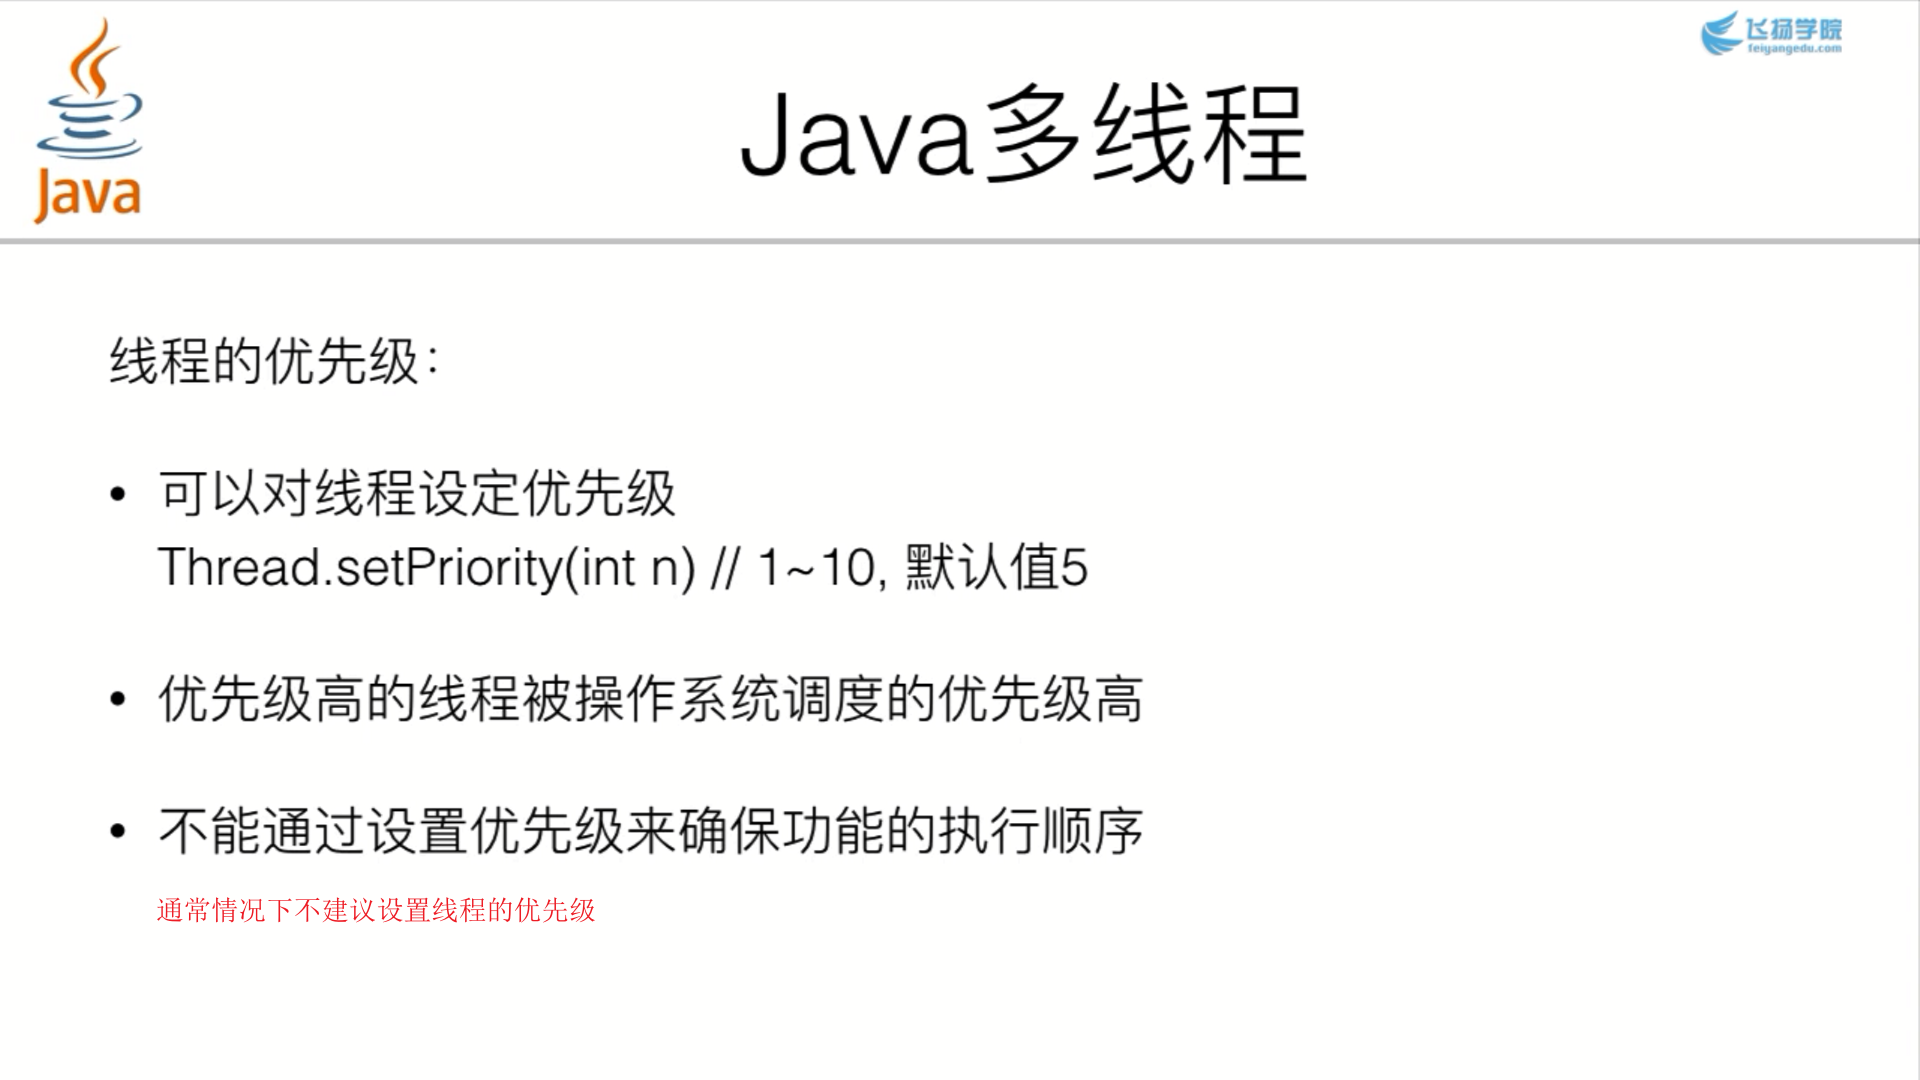 飞扬学院
feiyangedu.com
Java
Java多线程
线程的优先级：
• 可以对线程设定优先级
Thread.setPriority(int n) // 1~10, 默认值5
• 优先级高的线程被操作系统调度的优先级高
• 不能通过设置优先级来确保功能的执行顺序
通常情况下不建议设置线程的优先级